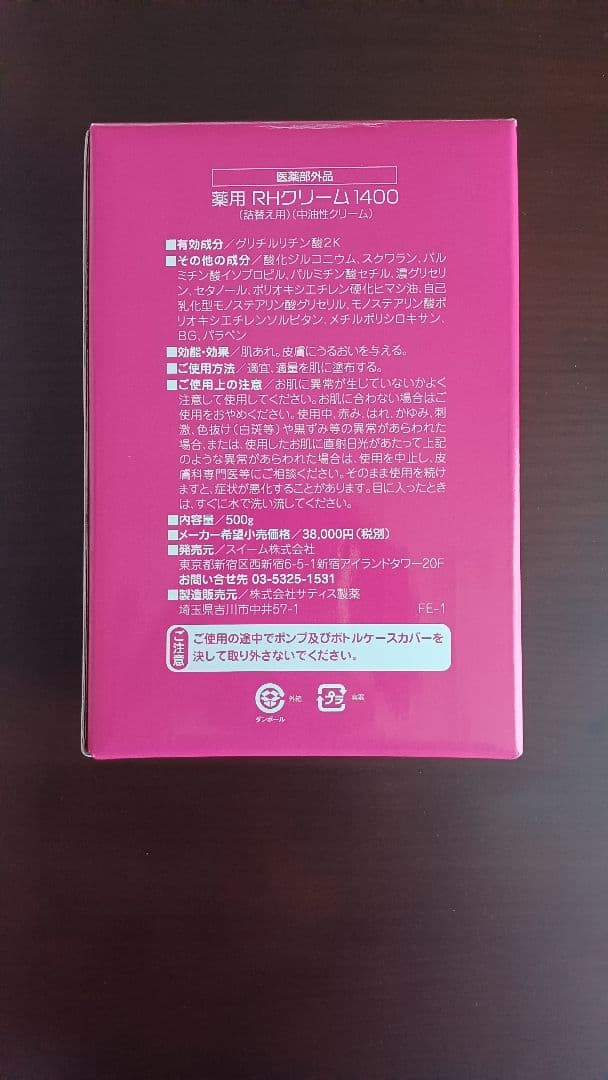 医薬部外品
薬用 RHクリーム1400
(詰替え用)(中油性クリーム)
■有効成分/グリチルリチン酸2K
■その他の成分/酸化ジルコニウム、スクワラン、パル
ミチン酸イソプロピル、パルミチン酸セチル、濃グリセリ
ン、セタノール、ポリオキシエチレン硬化ヒマシ油、自己
乳化型モノステアリン酸グリセリル、モノステアリン酸ポ
リオキシエチレンソルビタン、メチルポリシロキサン、
BG、パラベン
■効能・効果/肌あれ。皮膚にうるおいを与える。
■ご使用方法/適宜、適量を肌に塗布する。
■ご使用上の注意/お肌に異常が生じていないかよく
注意して使用してください。お肌に合わない場合はご
使用をおやめください。使用中、赤み、はれ、かゆみ、刺
激、色抜け(白斑等)や黒ずみ等の異常があらわれた
場合、または、使用したお肌に直射日光があたって上記
のような異常があらわれた場合は、使用を中止し、皮
膚科専門医等にご相談ください。そのまま使用を続け
ますと、症状が悪化することがあります。目に入ったとき
は、すぐに水で洗い流してください。
■内容量/500g
■メーカー希望小売価格/38,000円(税別)
■発売元/スイーム株式会社
東京都新宿区西新宿6-5-1新宿アイランドタワー20F
お問い合せ先 03-5325-1531
■製造販売元/株式会社サティス製薬
埼玉県吉川市中井57-1 FE-1
ご注意 ご使用の途中でポンプ及びボトルケースカバーを
決して取り外さないでください。
外箱 プラ
ダンボール